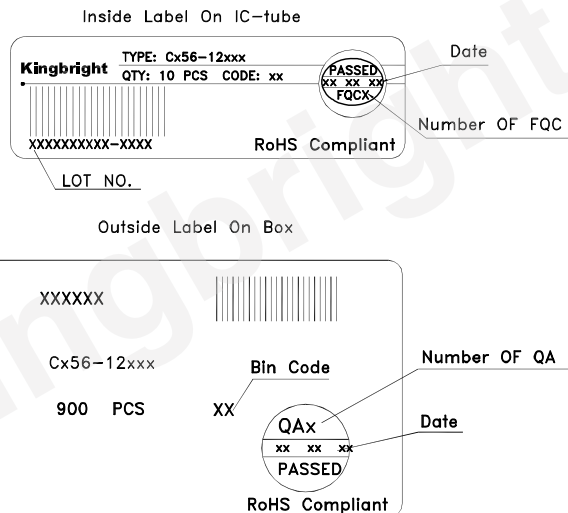 Inside Label On IC-tube
TYPE: Cx56-12xxx
Kingbright
QTY: 10 PCS CODE: xx
PASSED
xx xx xx
FQCX
Date
Number OF FQC
XXXXXXXXXX-XXXX
RoHS Compliant
LOT NO.
Outside Label On Box
XXXXXX
Cx56-12xxx
Bin Code
Number OF QA
900 PCS
XX
QAx
Date
xx xx xx
PASSED
RoHS Compliant